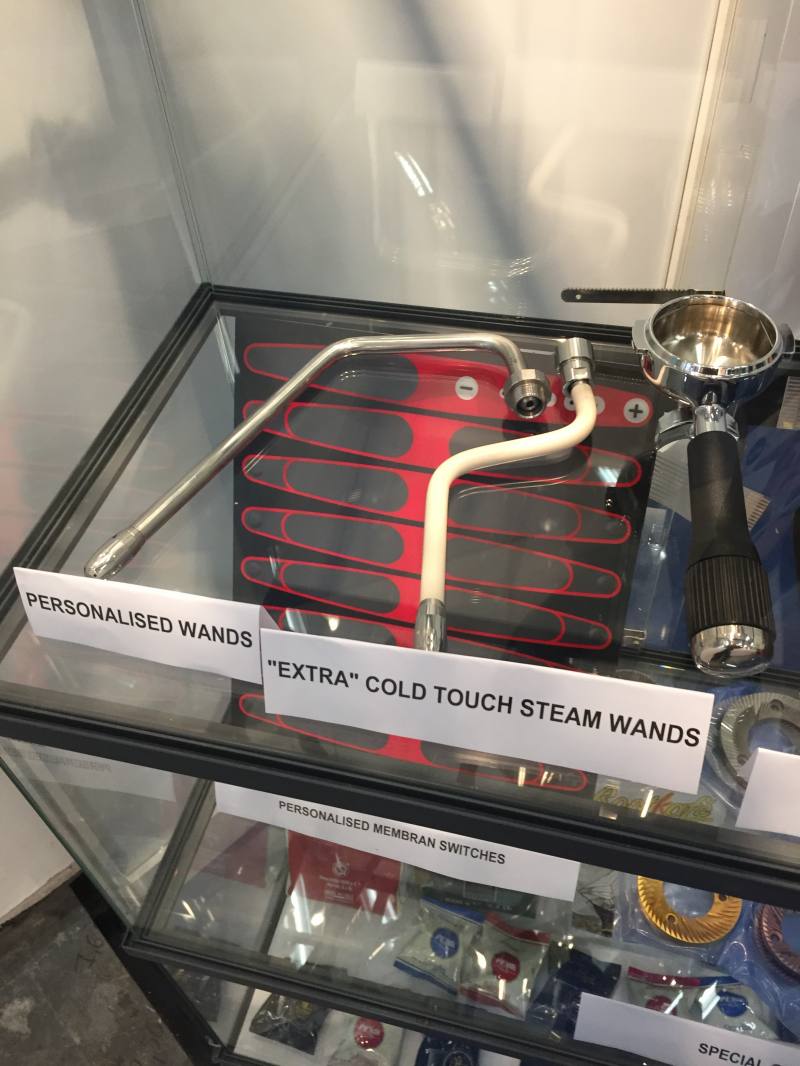 PERSONALISED WANDS
"EXTRA" COLD TOUCH STEAM WANDS
PERSONALISED MEMBRAN SWITCHES
SPECIAL